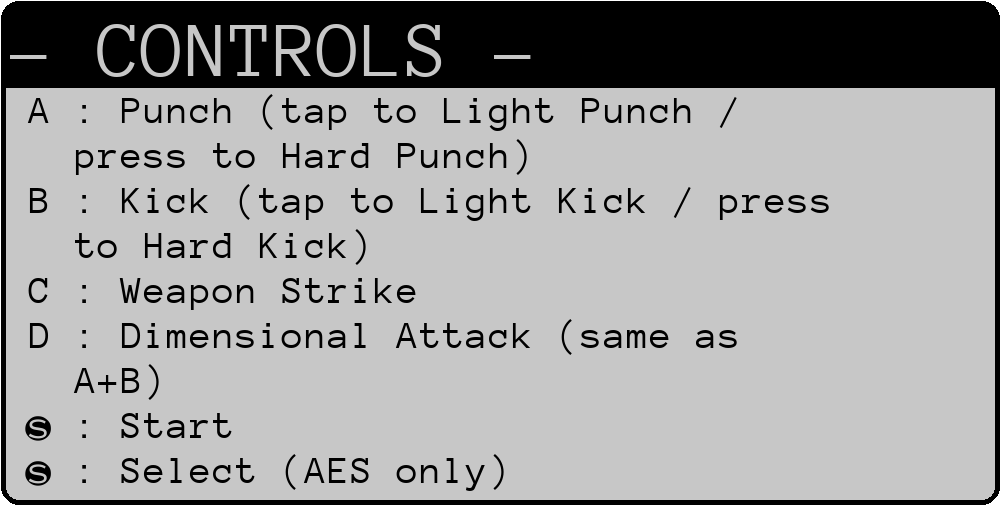 – CONTROLS –
A : Punch (tap to Light Punch /
press to Hard Punch)
B : Kick (tap to Light Kick / press
to Hard Kick)
C : Weapon Strike
D : Dimensional Attack (same as
A+B)
S : Start
S : Select (AES only)